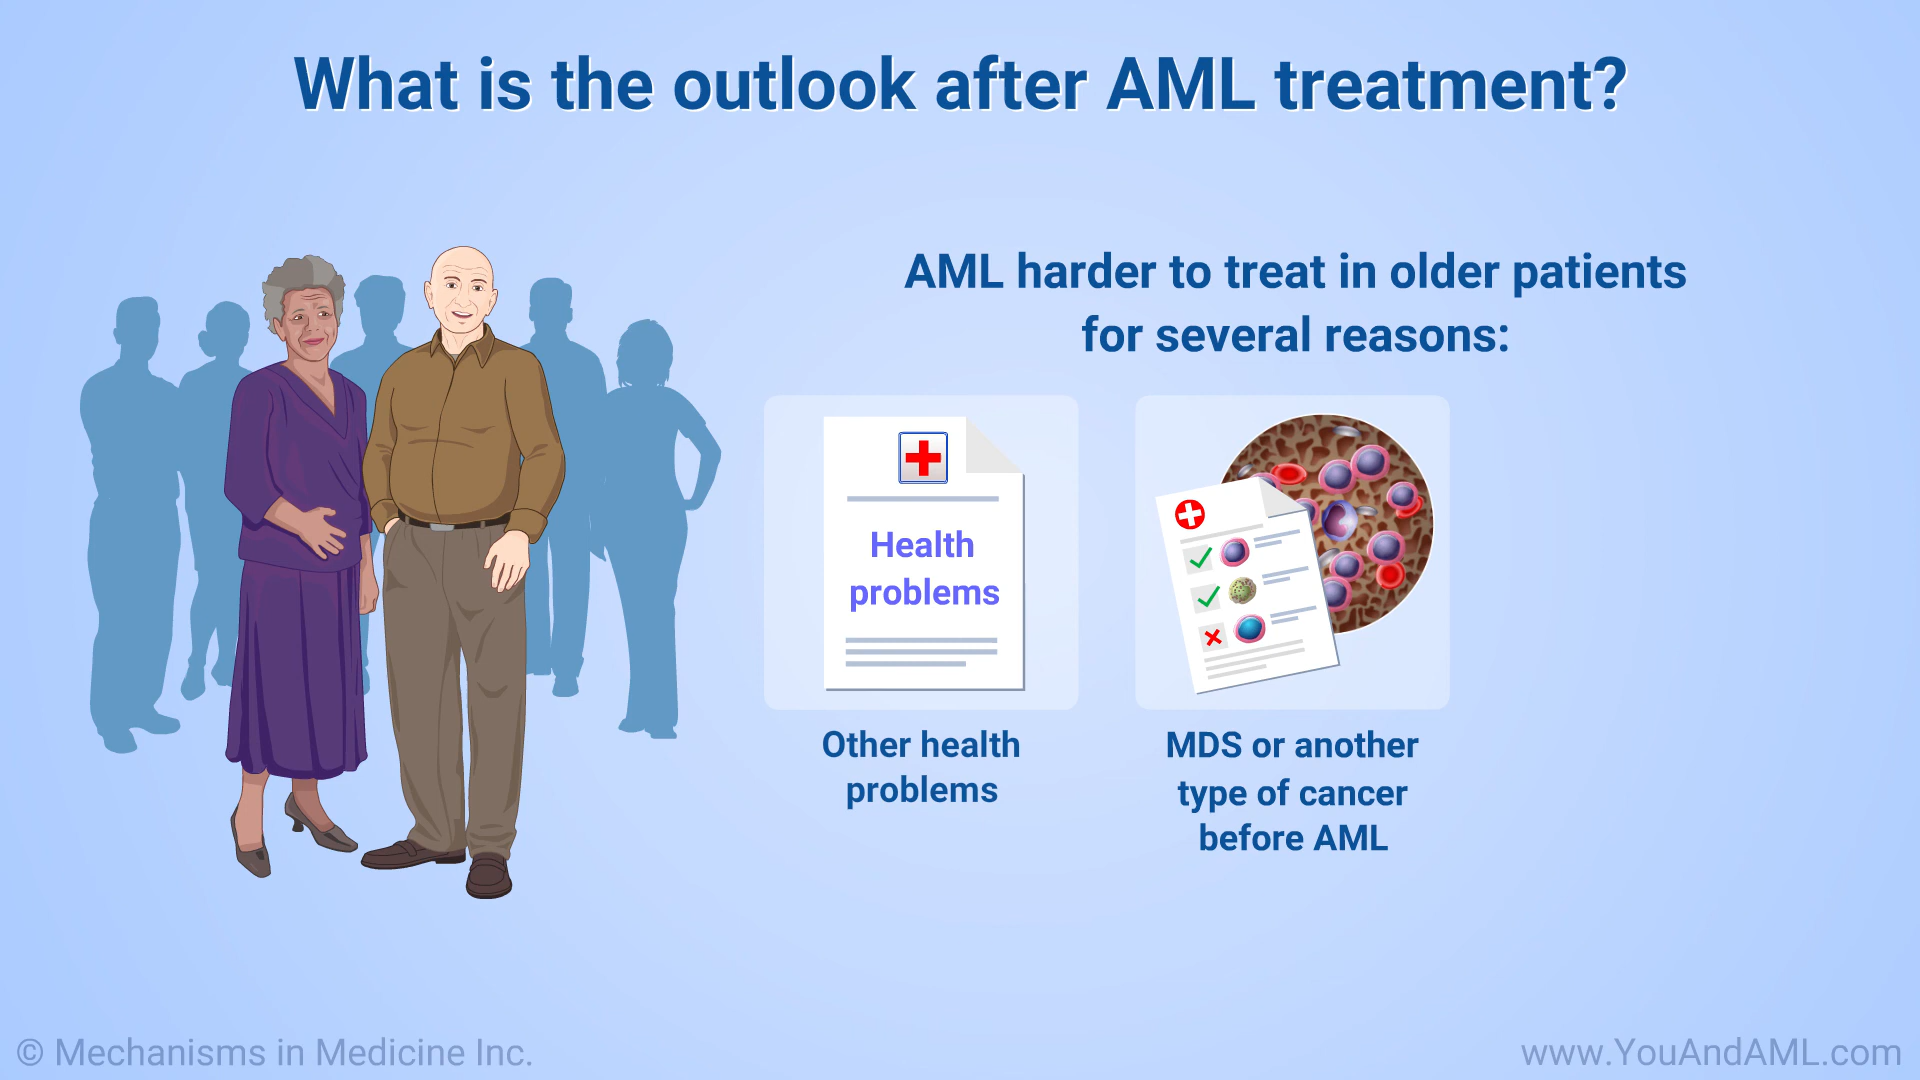 What is the outlook after AML treatment?
AML harder to treat in older patients
for several reasons:
Health
problems
Other health
problems
MDS or another
type of cancer
before AML
© Mechanisms in Medicine Inc.
www.YouAndAML.com